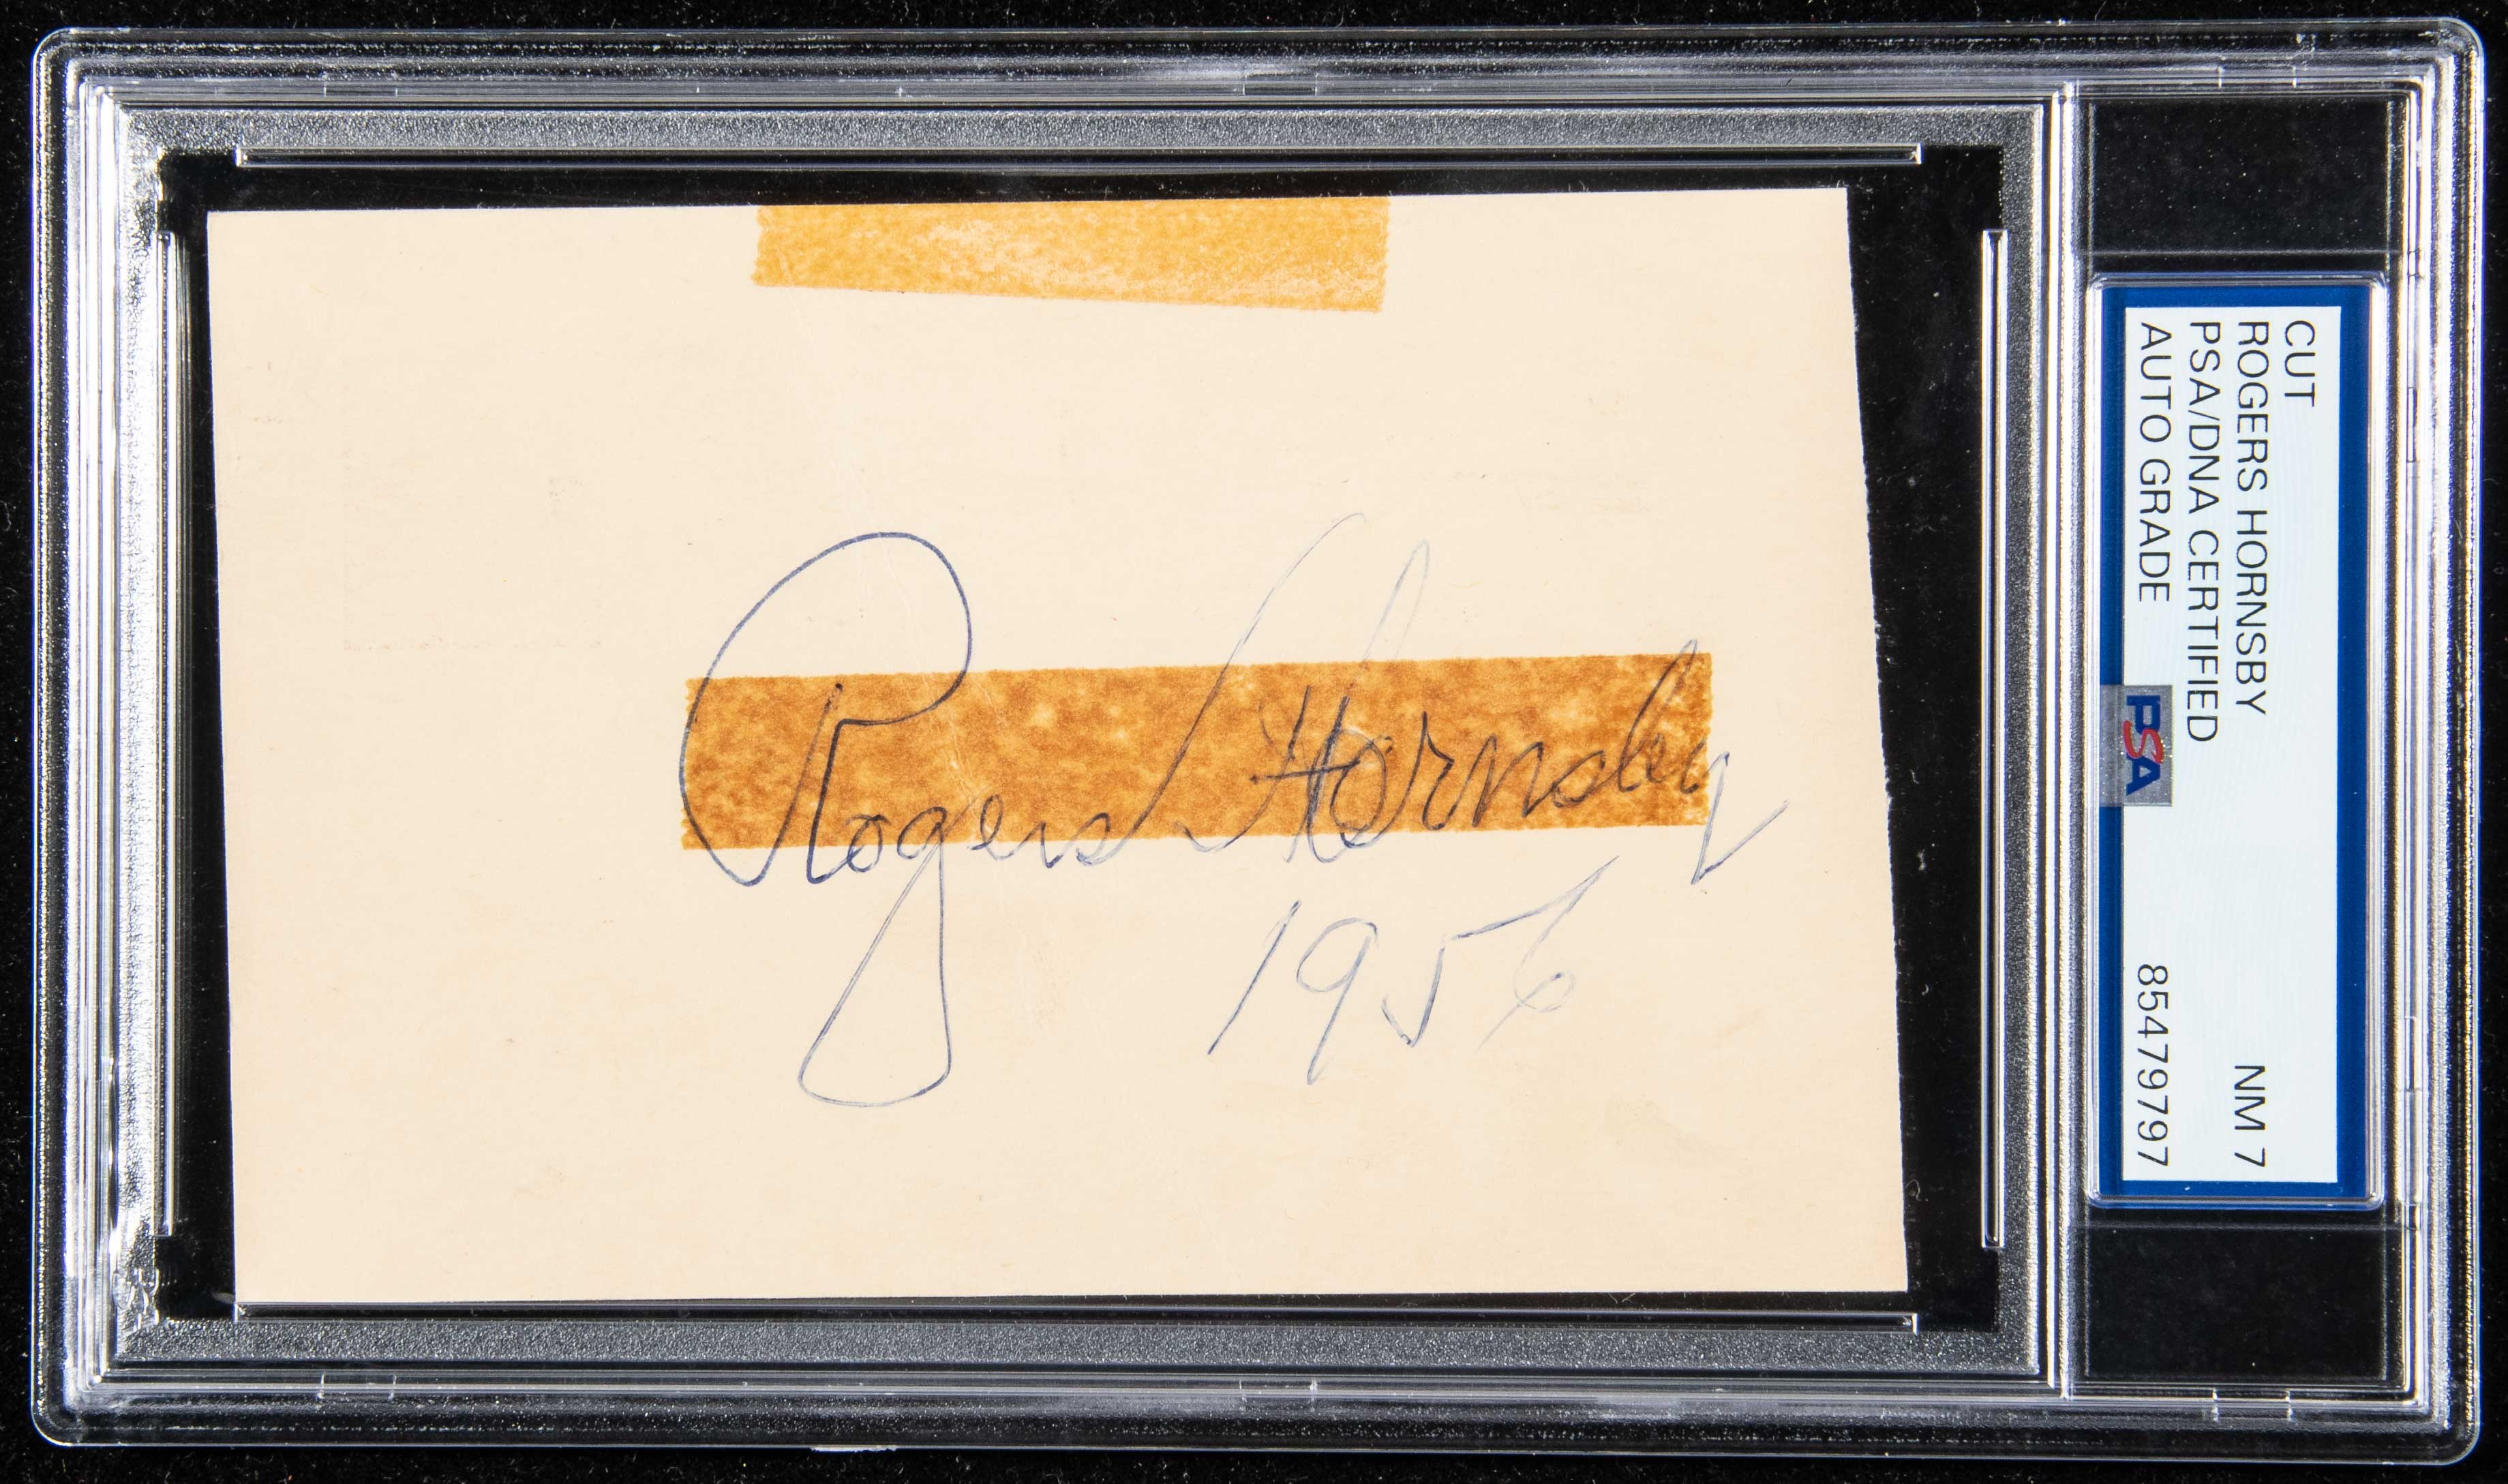 Rogers Hornsby
1956
CUT
ROGERS HORNSBY NM 7
PSA/DNA CERTIFIED
AUTO GRADE 85479797
PSA